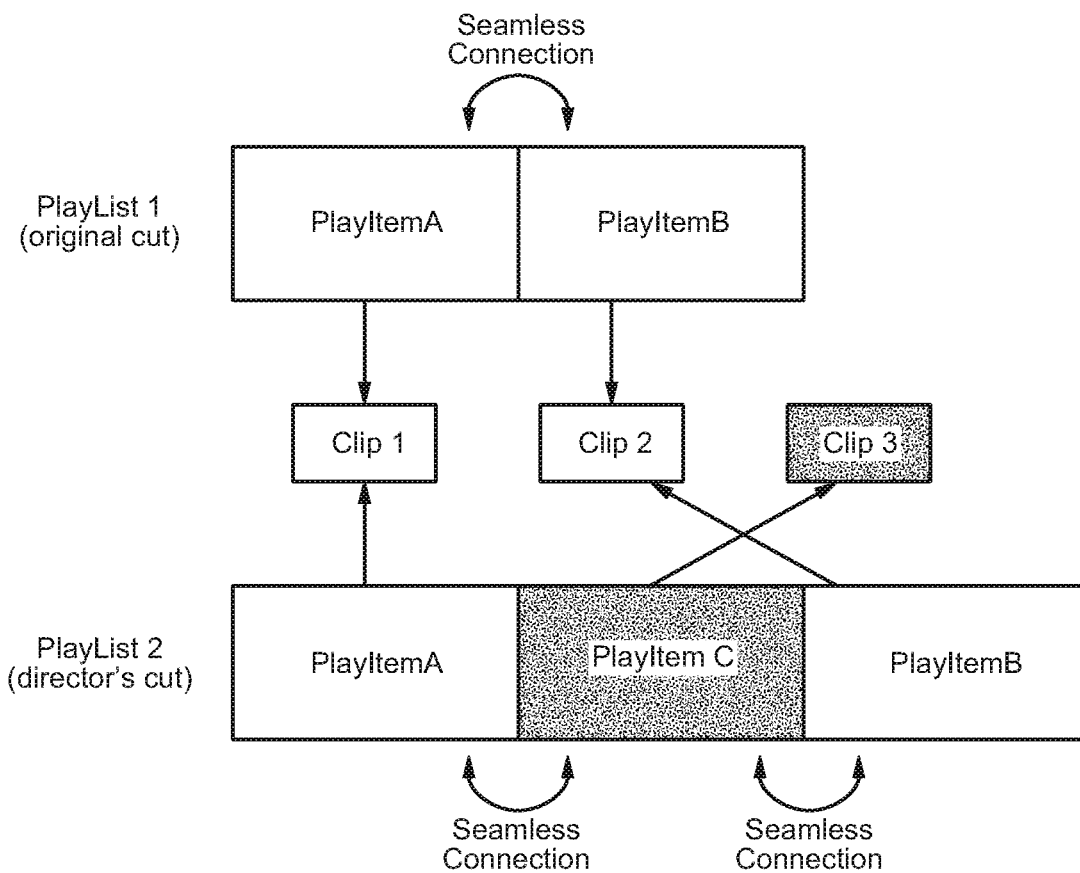 Seamless
Connection
PlayList 1
(original cut)
PlayItemA
PlayItemB
Clip 1
Clip 2
Clip 3
PlayList 2
(director's cut)
PlayItemA
PlayItem C
PlayItemB
Seamless
Connection
Seamless
Connection